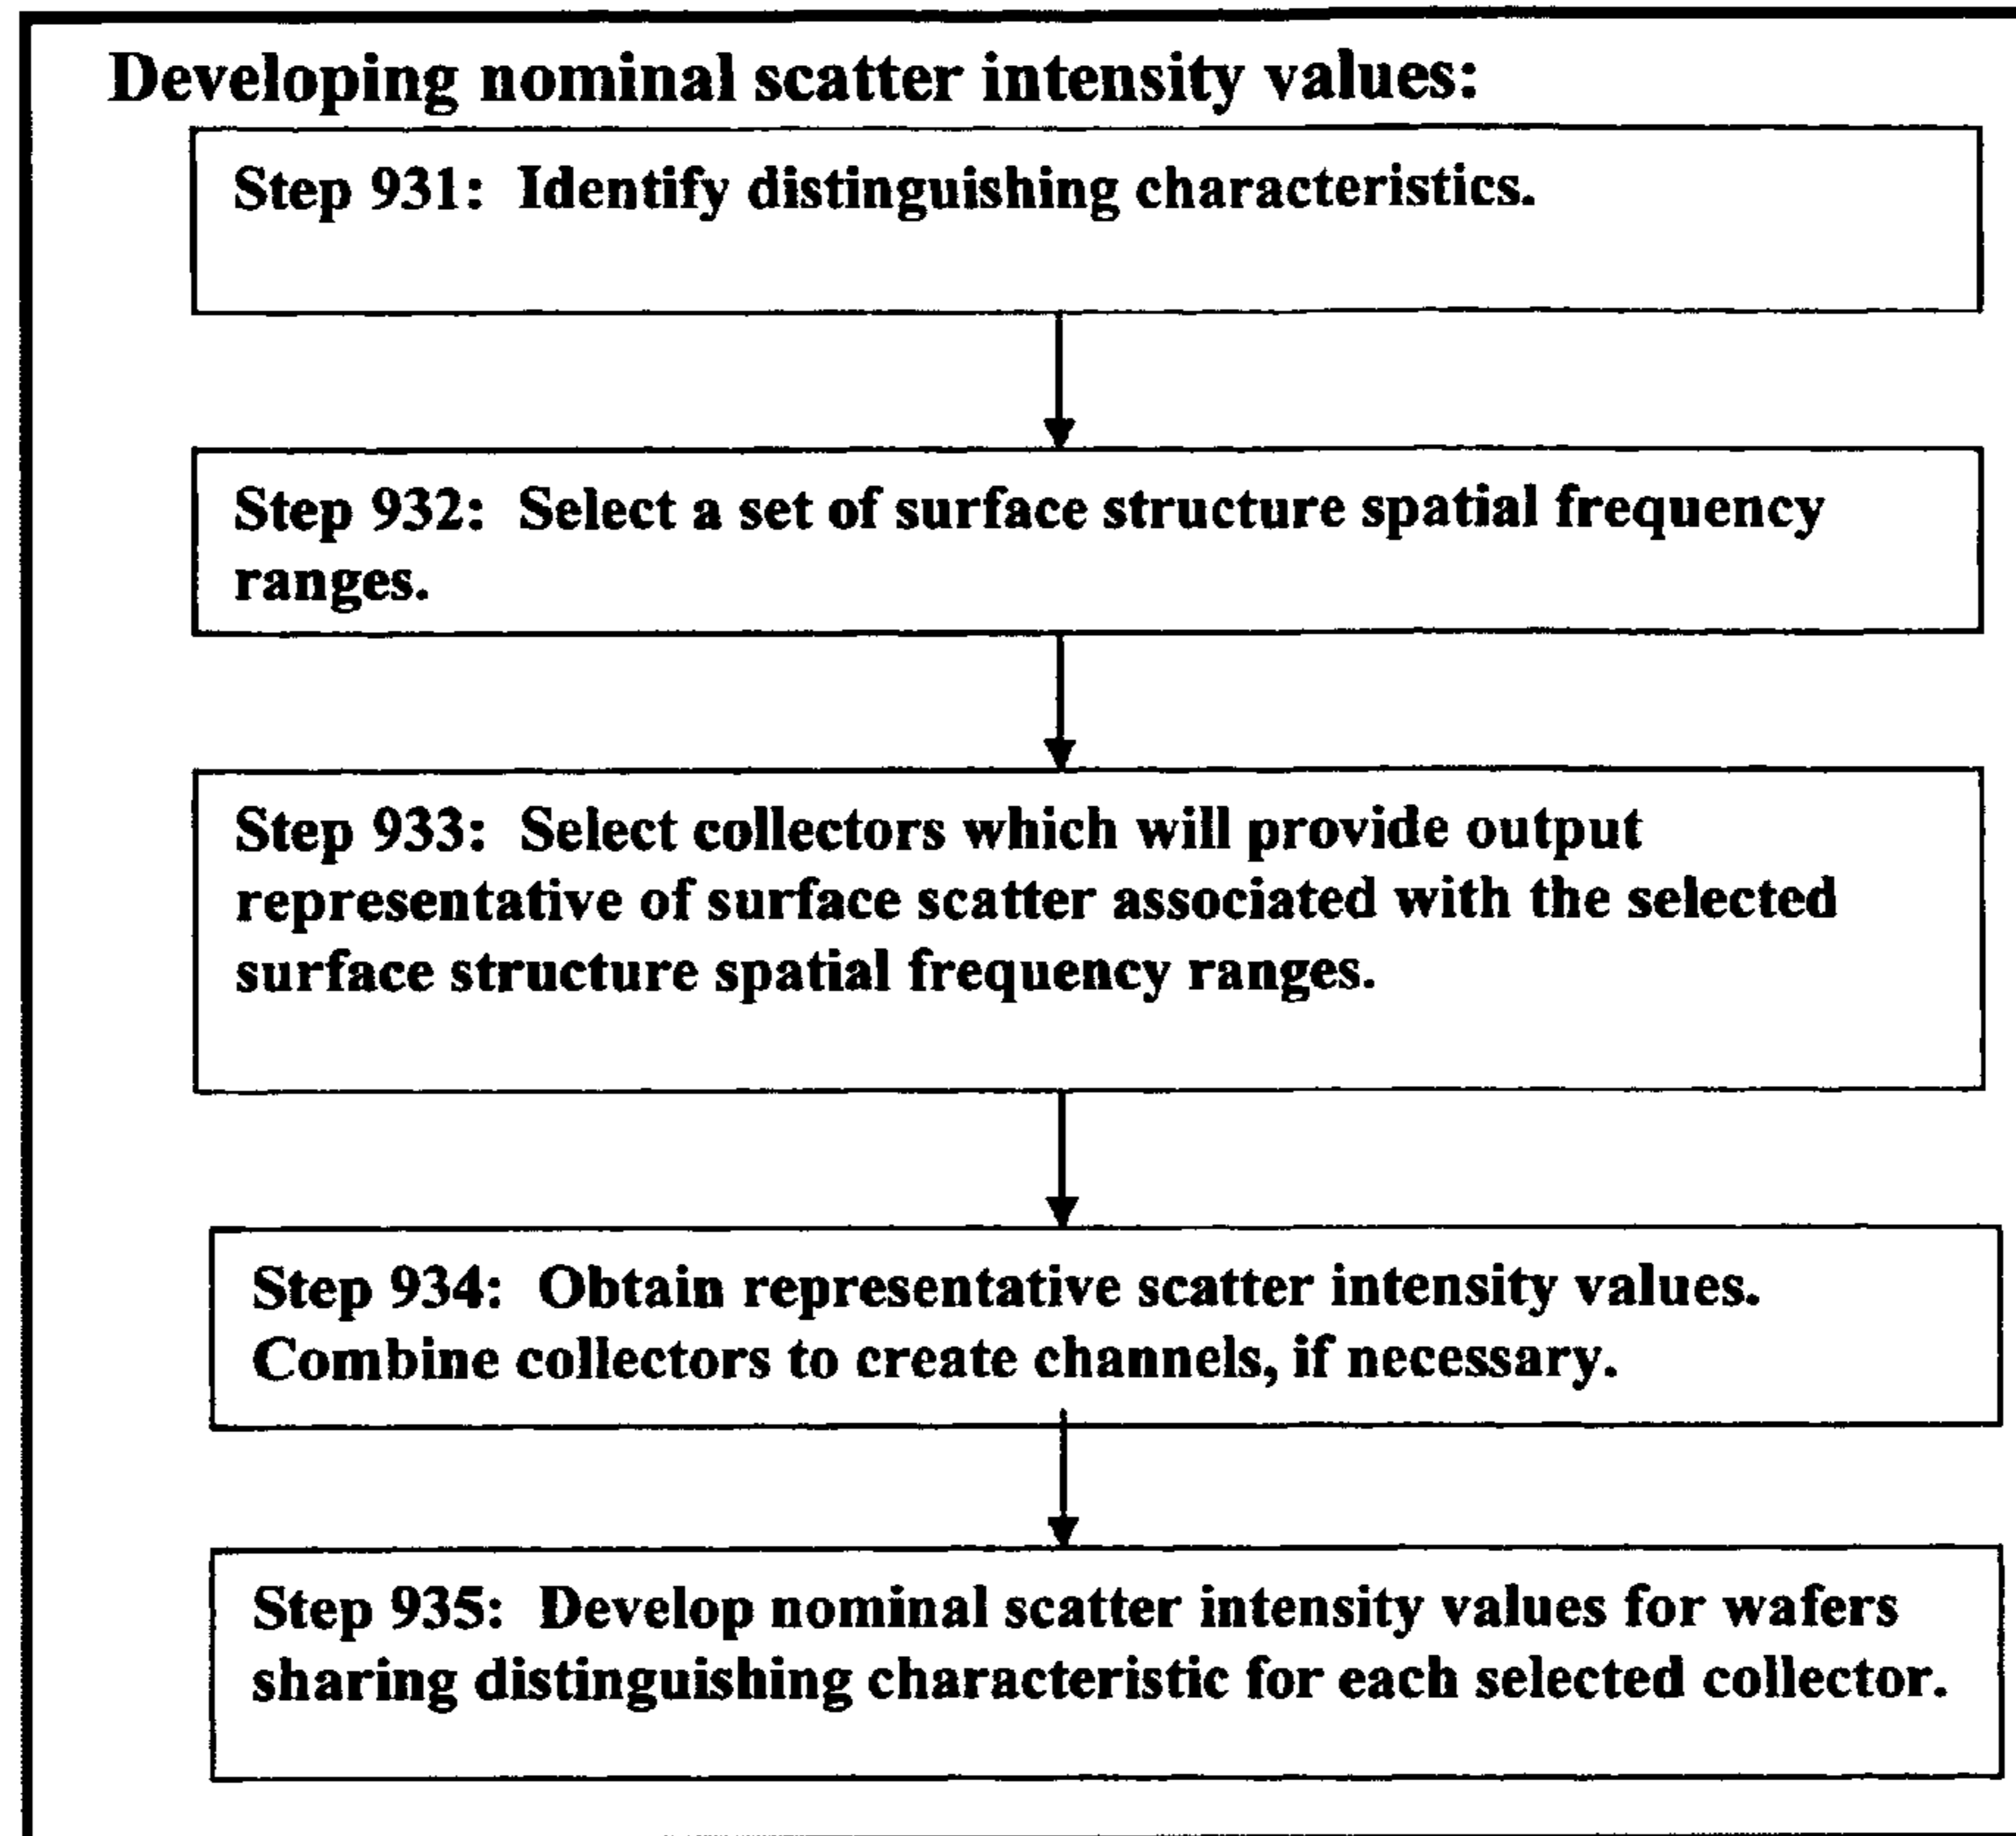 Developing nominal scatter intensity values:
Step 931: Identify distinguishing characteristics.
Step 932: Select a set of surface structure spatial frequency
ranges.
Step 933: Select collectors which will provide output
representative of surface scatter associated with the selected
surface structure spatial frequency ranges.
Step 934: Obtain representative scatter intensity values.
Combine collectors to create channels, if necessary.
Step 935: Develop nominal scatter intensity values for wafers
sharing distinguishing characteristic for each selected collector.